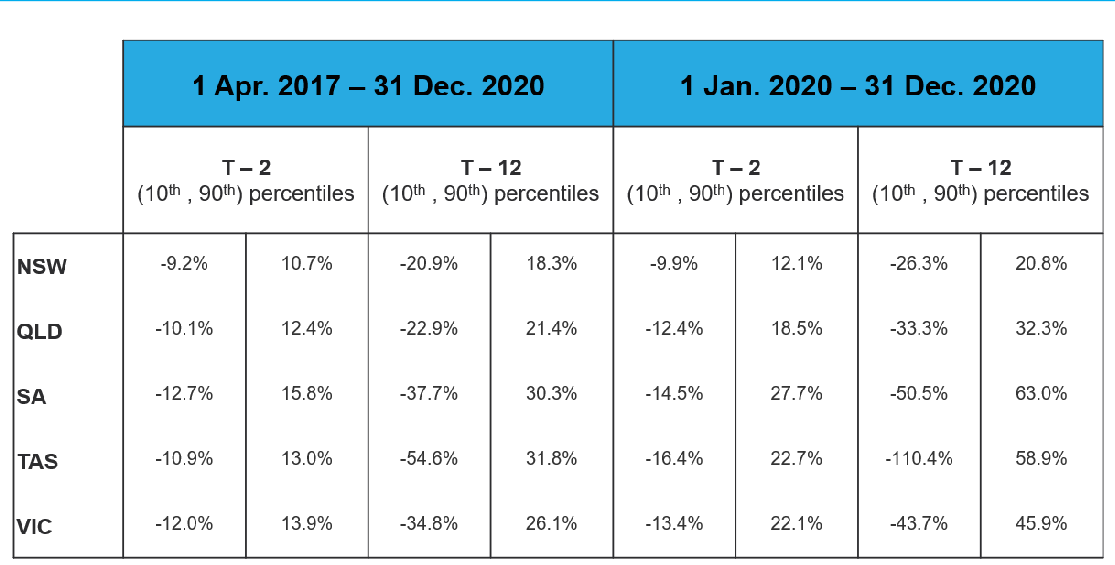 1 Apr. 2017 – 31 Dec. 2020 1 Jan. 2020 – 31 Dec. 2020
T – 2 T – 12 T – 2 T – 12
(10th , 90th) percentiles (10th , 90th) percentiles (10th , 90th) percentiles (10th , 90th) percentiles
NSW -9.2% 10.7% -20.9% 18.3% -9.9% 12.1% -26.3% 20.8%
QLD -10.1% 12.4% -22.9% 21.4% -12.4% 18.5% -33.3% 32.3%
SA -12.7% 15.8% -37.7% 30.3% -14.5% 27.7% -50.5% 63.0%
TAS -10.9% 13.0% -54.6% 31.8% -16.4% 22.7% -110.4% 58.9%
VIC -12.0% 13.9% -34.8% 26.1% -13.4% 22.1% -43.7% 45.9%